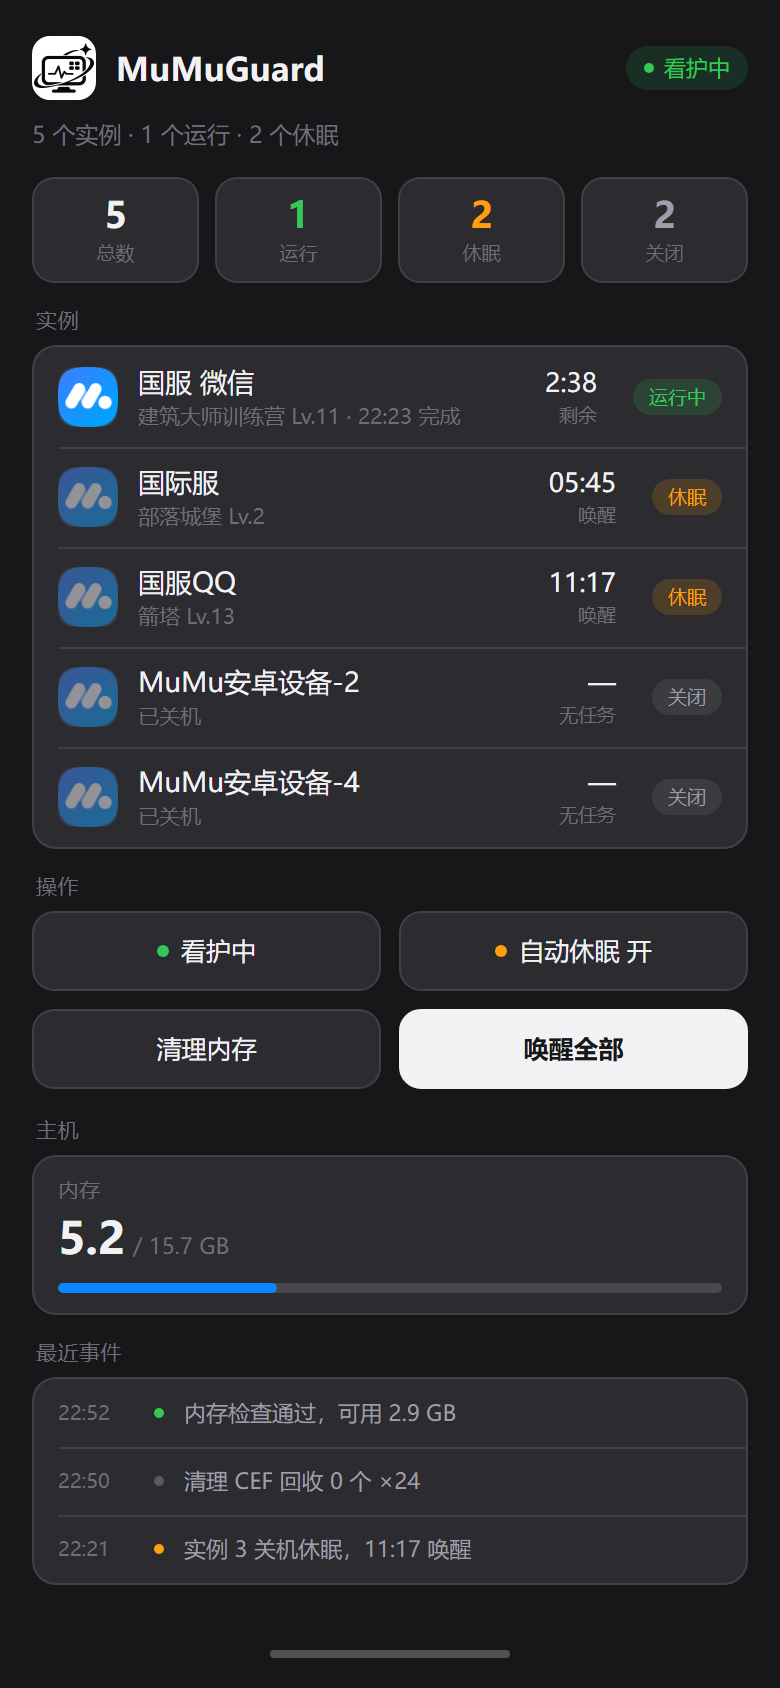 MuMuGuard
看护中
5 个实例 · 1 个运行 · 2 个休眠
5
总数
1
运行
2
休眠
2
关闭
实例
国服 微信
建筑大师训练营 Lv.11 · 22:23 完成
2:38
剩余
运行中
国际服
部落城堡 Lv.2
05:45
唤醒
休眠
国服QQ
箭塔 Lv.13
11:17
唤醒
休眠
MuMu安卓设备-2
已关机
—
无任务
关闭
MuMu安卓设备-4
已关机
—
无任务
关闭
操作
看护中
自动休眠 开
清理内存
唤醒全部
主机
内存
5.2 / 15.7 GB
最近事件
22:52 内存检查通过，可用 2.9 GB
22:50 清理 CEF 回收 0 个 ×24
22:21 实例 3 关机休眠，11:17 唤醒